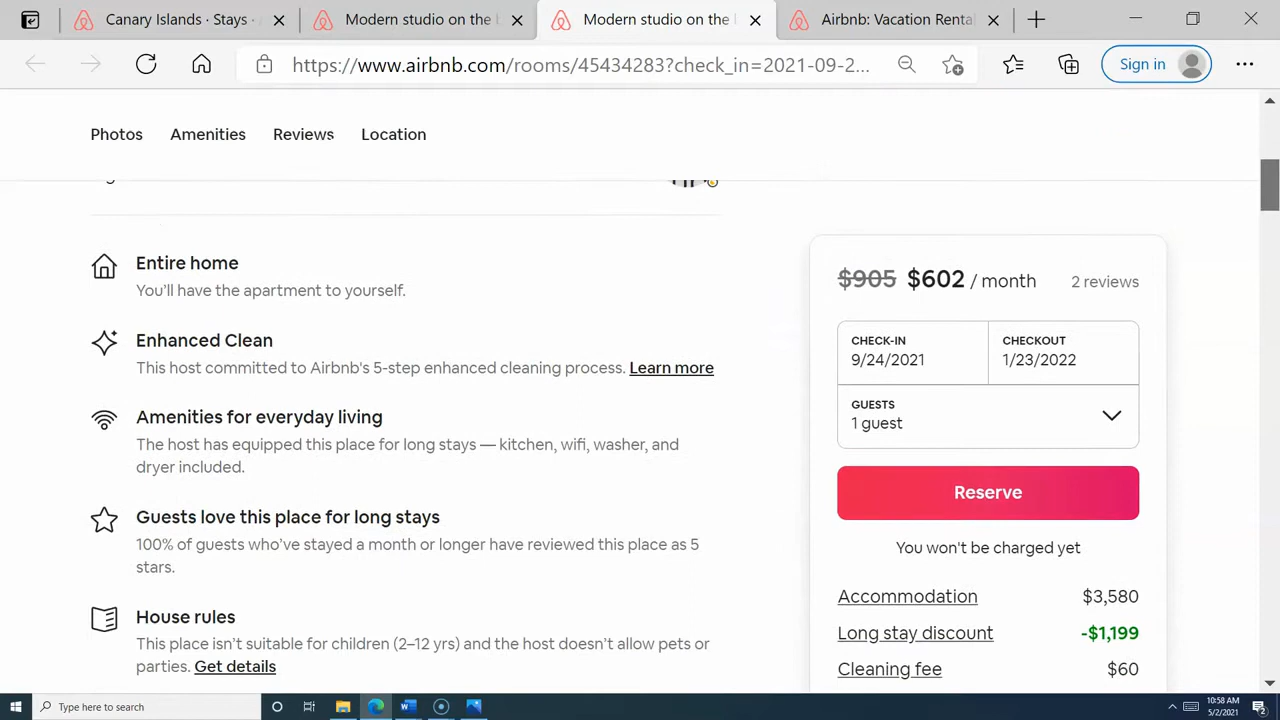 Canary Islands · Stays ·
Modern studio on the
Modern studio on the
Airbnb: Vacation Renta
https://www.airbnb.com/rooms/45434283?check_in=2021-09-2...
Sign in
Photos
Amenities
Reviews
Location
Entire home
You'll have the apartment to yourself.
Enhanced Clean
This host committed to Airbnb's 5-step enhanced cleaning process. Learn more
Amenities for everyday living
The host has equipped this place for long stays — kitchen, wifi, washer, and
dryer included.
Guests love this place for long stays
100% of guests who've stayed a month or longer have reviewed this place as 5
stars.
House rules
This place isn't suitable for children (2–12 yrs) and the host doesn't allow pets or
parties. Get details
$905 $602 / month
2 reviews
CHECK-IN
9/24/2021
CHECKOUT
1/23/2022
GUESTS
1 guest
Reserve
You won't be charged yet
Accommodation $3,580
Long stay discount -$1,199
Cleaning fee $60
Type here to search
10:58 AM
5/2/2021